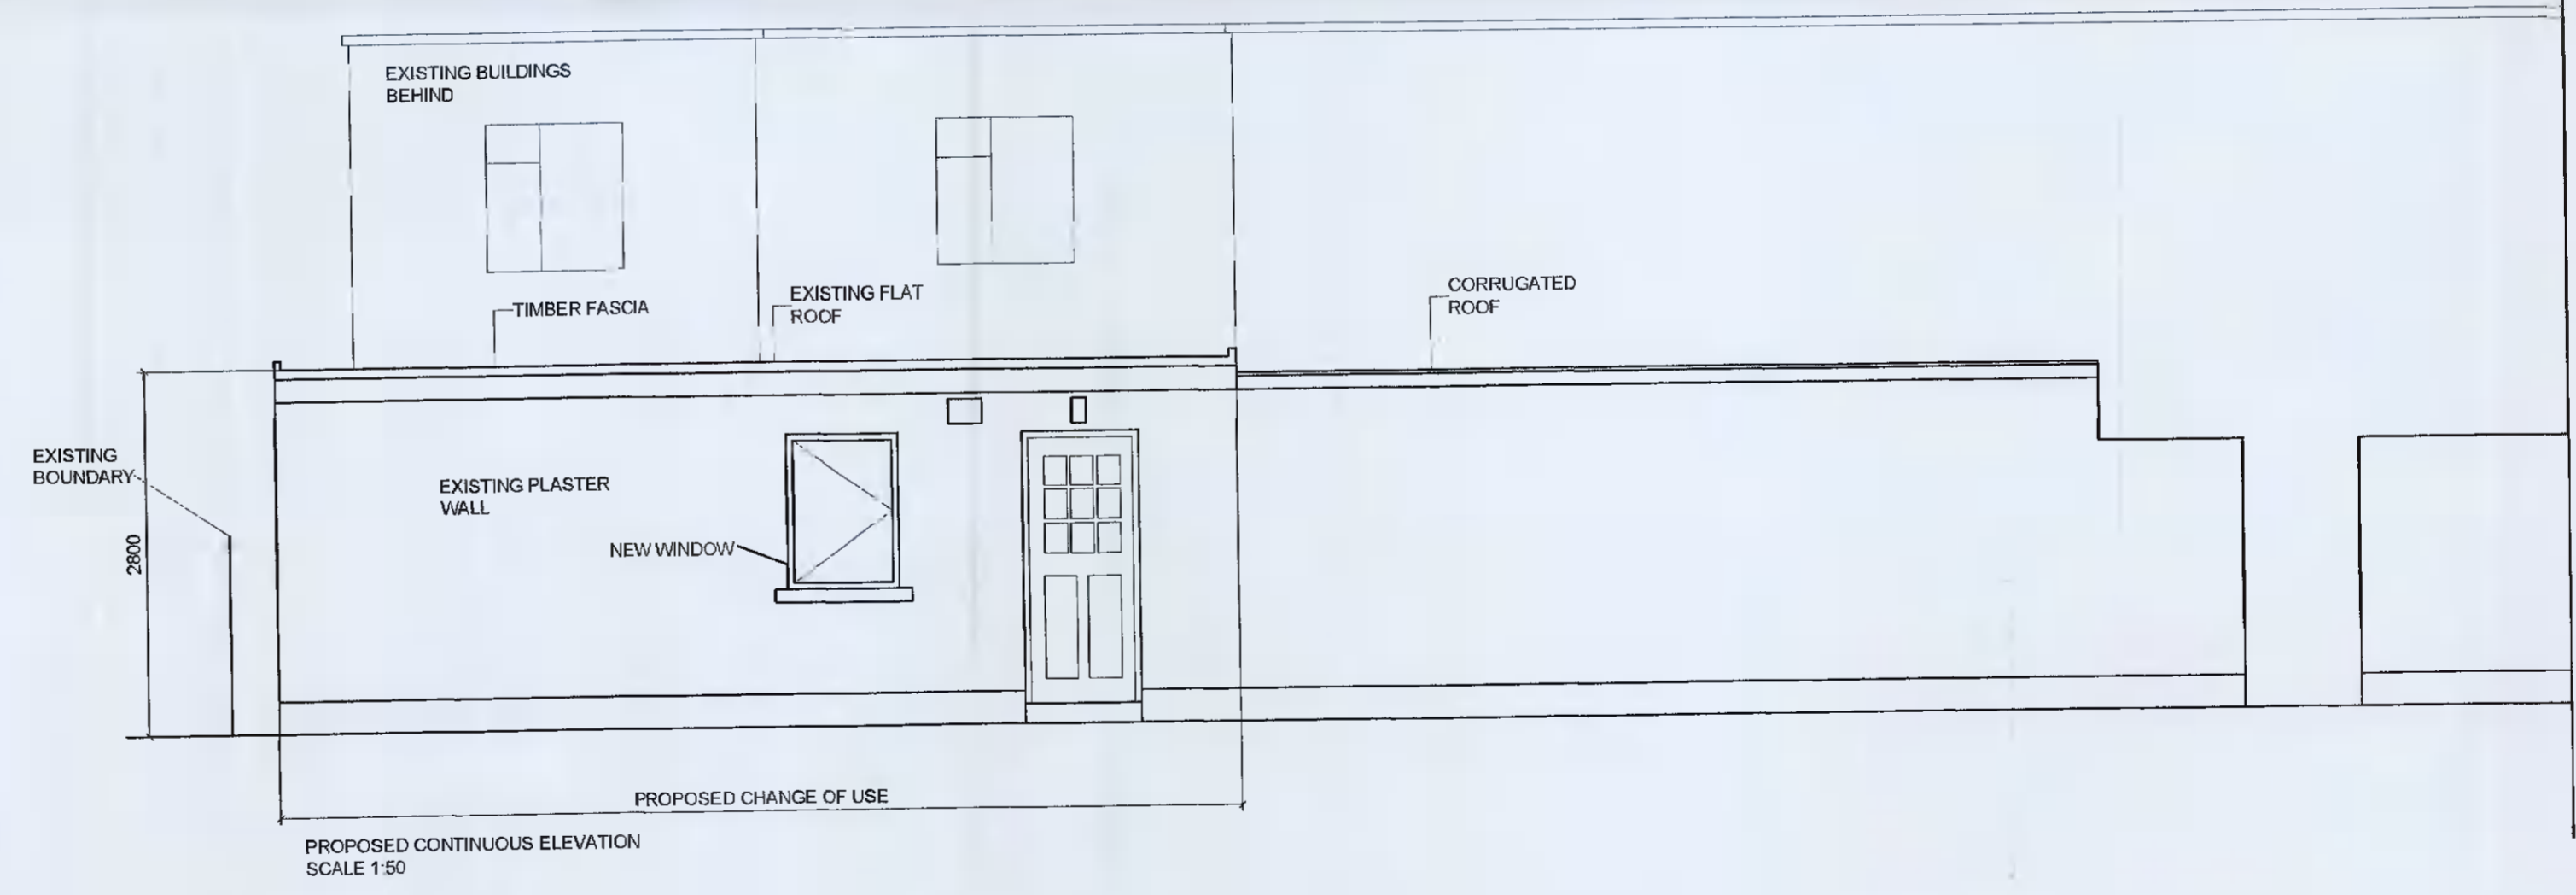 EXISTING BUILDINGS
BEHIND
TIMBER FASCIA
EXISTING FLAT
ROOF
CORRUGATED
ROOF
EXISTING
BOUNDARY
2800
EXISTING PLASTER
WALL
NEW WINDOW
PROPOSED CHANGE OF USE
PROPOSED CONTINUOUS ELEVATION
SCALE 1:50